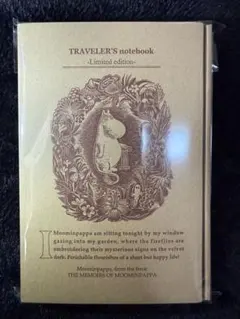 TRAVELER'S notebook
-Limited edition-
I Moominpappa am sitting tonight by my window
gazing into my garden, where the fireflies are
embroidering their mysterious signs on the velvet
dark. Perishable flourishes of a short but happy life!
Moominpappa, from the book
THE MEMOIRS OF MOOMINPAPPA